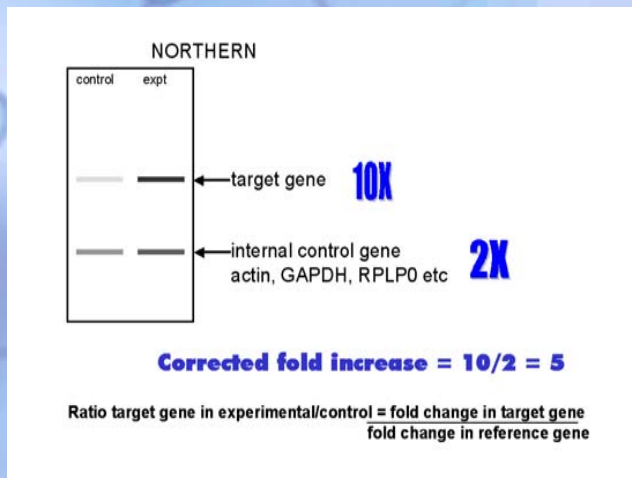 NORTHERN
control expt
target gene 10X
internal control gene 2X
actin, GAPDH, RPLP0 etc
Corrected fold increase = 10/2 = 5
Ratio target gene in experimental/control = fold change in target gene
fold change in reference gene